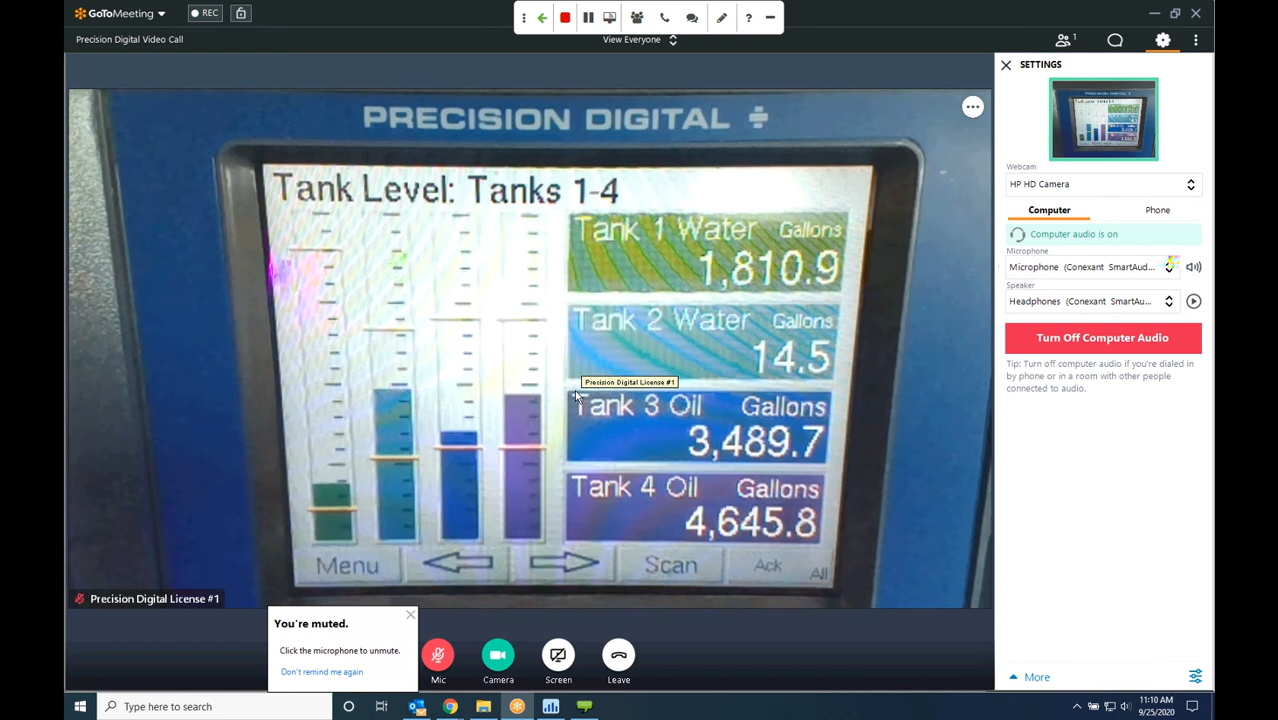 GoToMeeting
REC
Precision Digital Video Call
View Everyone
1
SETTINGS
PRECISION DIGITAL
Tank Level: Tanks 1-4
Tank 1 Water Gallons
1,810.9
Tank 2 Water Gallons
14.5
Precision Digital License #1
Tank 3 Oil Gallons
3,489.7
Tank 4 Oil Gallons
4,645.8
Menu
Scan
Ack
All
Precision Digital License #1
Webcam
HP HD Camera
Computer
Phone
Computer audio is on
Microphone
Microphone (Conexant SmartAud...
Speaker
Headphones (Conexant SmartAu...
Turn Off Computer Audio
Tip: Turn off computer audio if you're dialed in
by phone or in a room with other people
connected to audio.
More
You're muted.
Click the microphone to unmute.
Don't remind me again
Mic
Camera
Screen
Leave
Type here to search
11:10 AM
9/25/2020